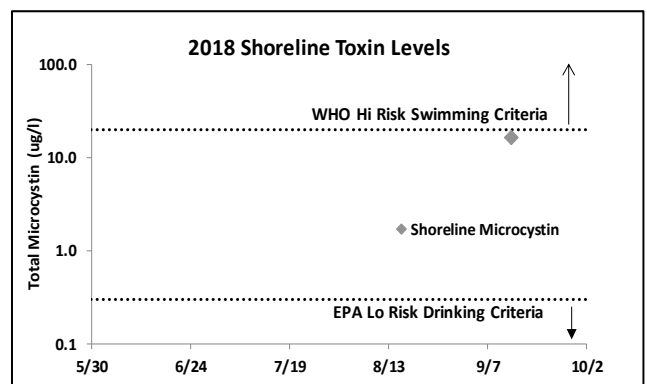 2018 Shoreline Toxin Levels
Total Microcystin (ug/l)
100.0
10.0
1.0
0.1
WHO Hi Risk Swimming Criteria
Shoreline Microcystin
EPA Lo Risk Drinking Criteria
5/30 6/24 7/19 8/13 9/7 10/2